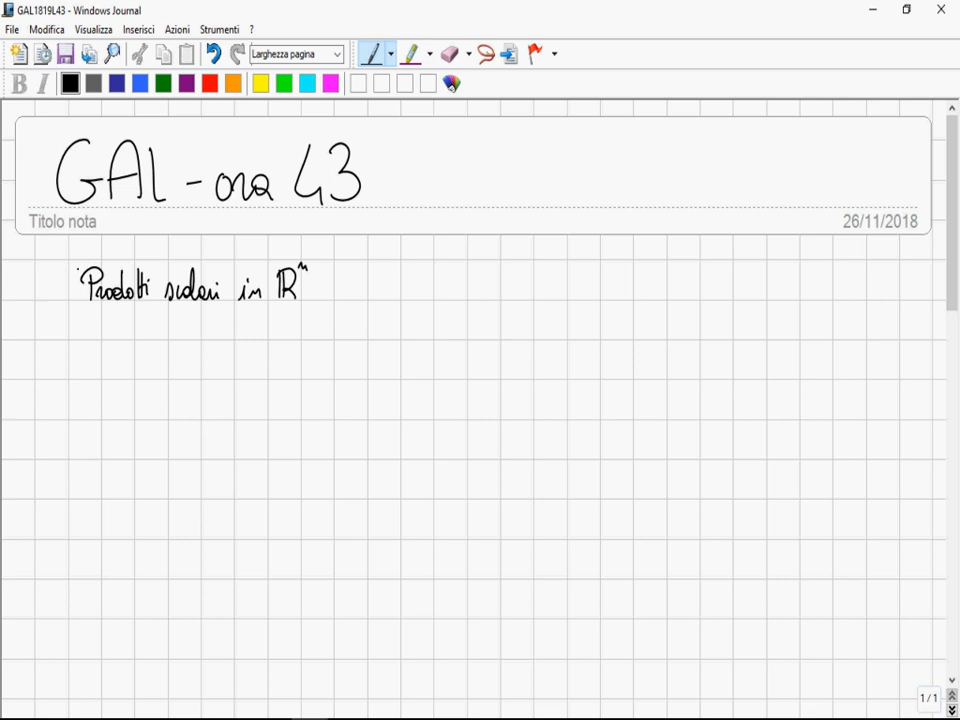 GAL1819L43 - Windows Journal
File Modifica Visualizza Inserisci Azioni Strumenti ?
Larghezza pagina
B I
GAL - ora 43
Titolo nota 26/11/2018
Prodotti scalari in ℝⁿ
1 / 1